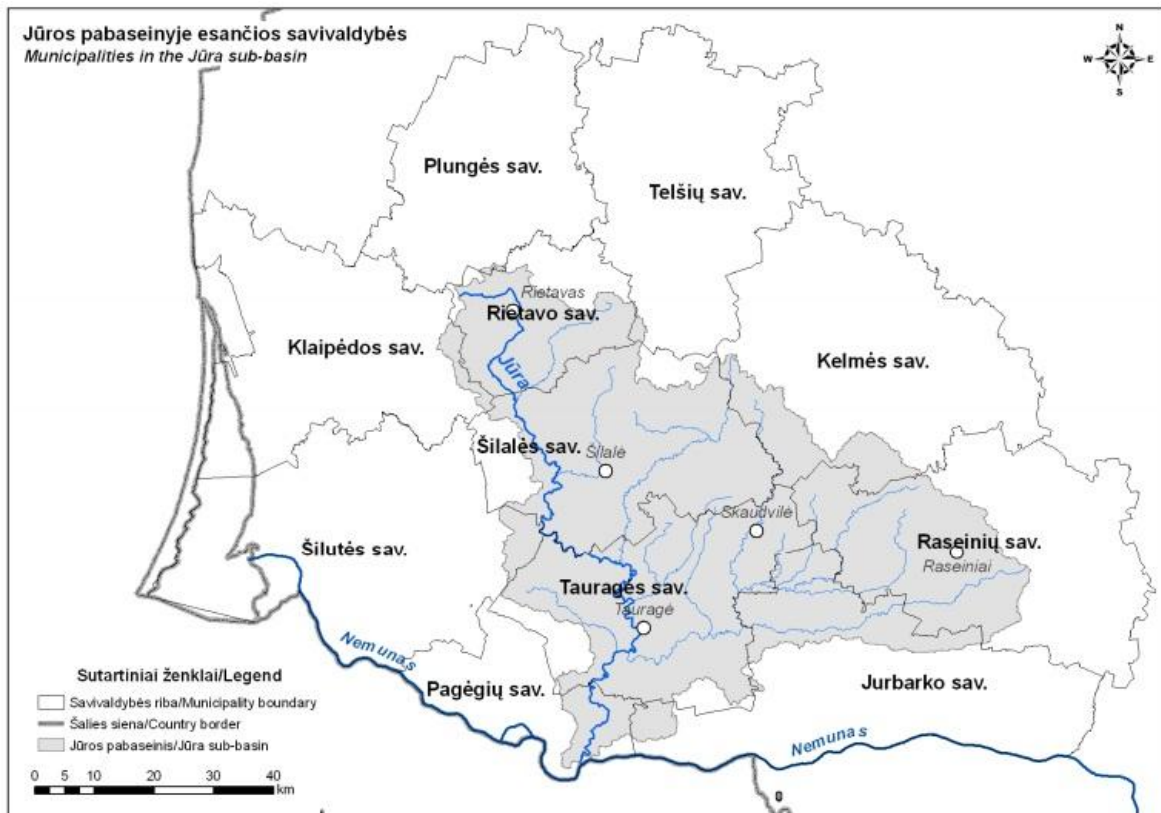 Jūros pabaseinyje esančios savivaldybės
Municipalities in the Jūra sub-basin
N
W E
S
Plungės sav.
Telšių sav.
Rietavas
Rietavo sav.
Klaipėdos sav.
Jūra
Kelmės sav.
Šilalės sav.
Šilalė
Skaudvilė
Šilutės sav.
Raseinių sav.
Raseiniai
Tauragės sav.
Tauragė
Nemunas
Pagėgių sav.
Jurbarko sav.
Nemunas
Sutartiniai ženklai/Legend
Savivaldybės riba/Municipality boundary
Šalies siena/Country border
Jūros pabaseinis/Jūra sub-basin
0 5 10 20 30 40
km